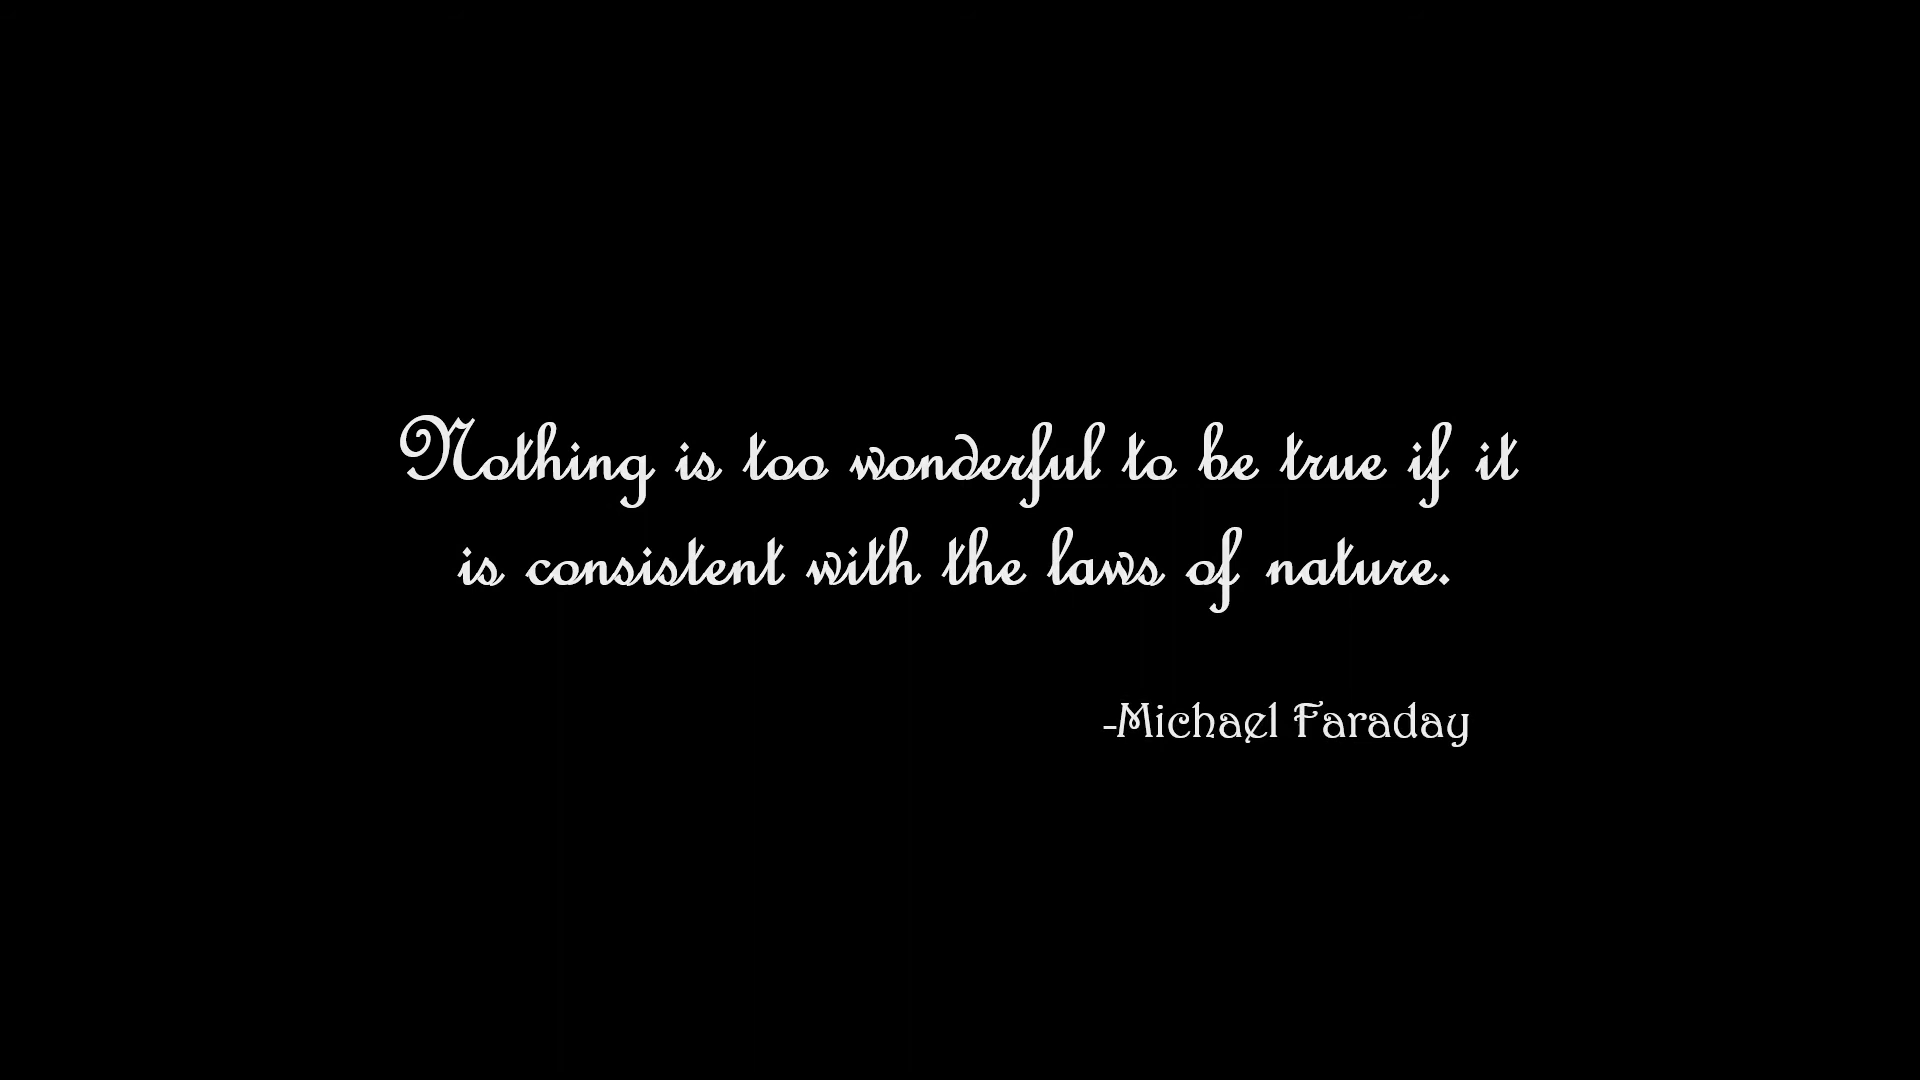 Nothing is too wonderful to be true if it
is consistent with the laws of nature.
-Michael Faraday